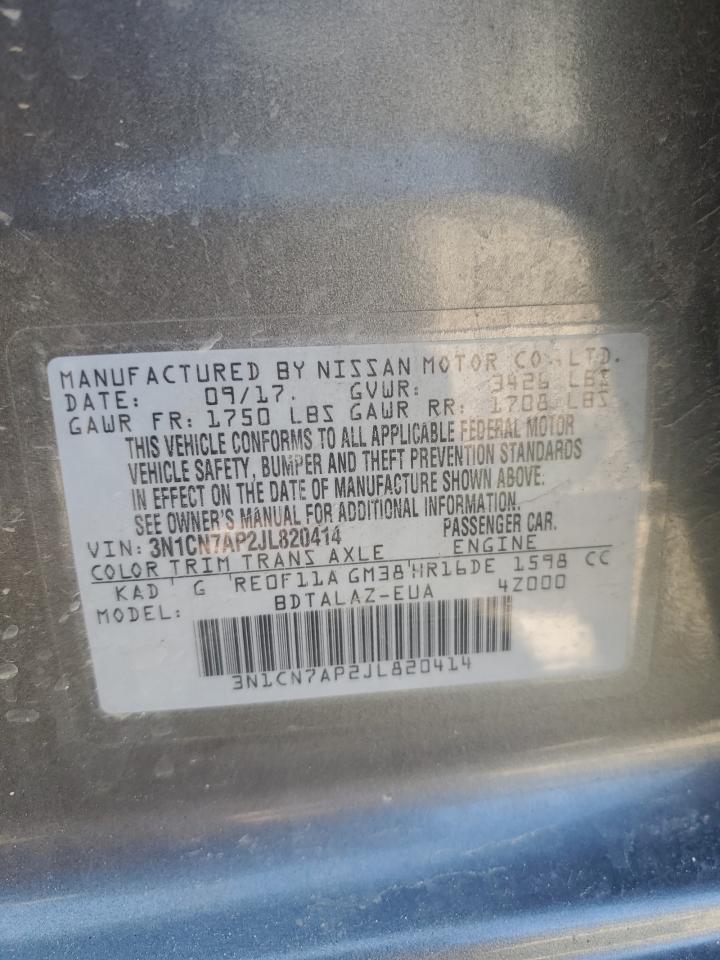 MANUFACTURED BY NISSAN MOTOR CO., LTD.
DATE: 09/17. GVWR: 3426 LBS
GAWR FR: 1750 LBS GAWR RR: 1708 LBS
THIS VEHICLE CONFORMS TO ALL APPLICABLE FEDERAL MOTOR
VEHICLE SAFETY, BUMPER AND THEFT PREVENTION STANDARDS
IN EFFECT ON THE DATE OF MANUFACTURE SHOWN ABOVE.
SEE OWNER'S MANUAL FOR ADDITIONAL INFORMATION.
VIN: 3N1CN7AP2JL820414 PASSENGER CAR.
COLOR TRIM TRANS AXLE ENGINE
KAD G RE0F11A GM38 HR16DE 1598 CC
MODEL: BDTALAZ-EUA 4Z000
3N1CN7AP2JL820414